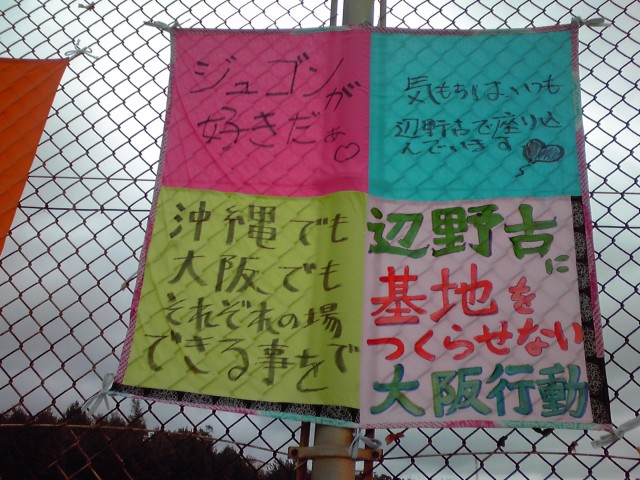 ジュゴンが
好きだぁ
気もちは、いつも
辺野古で座り込
んでいます
沖縄でも
大阪でも
それぞれの場で
できる事を
辺野古に
基地を
つくらせない
大阪行動